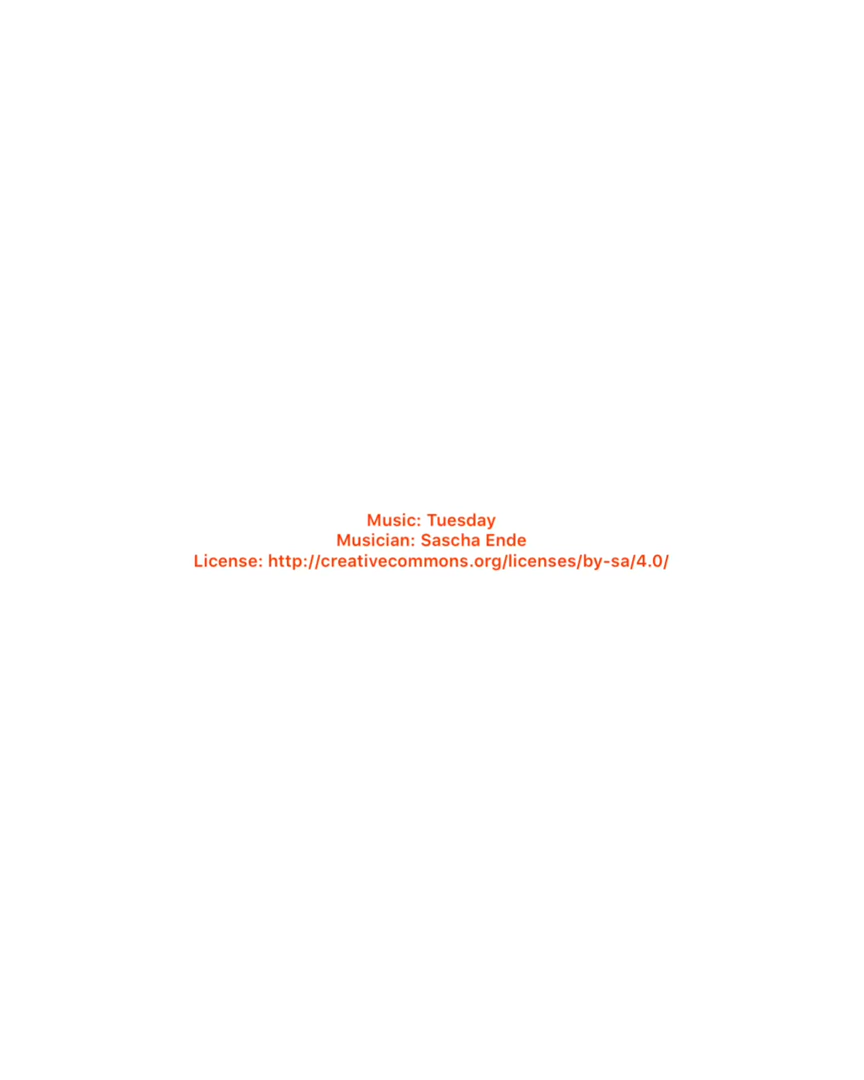 Music: Tuesday
Musician: Sascha Ende
License: http://creativecommons.org/licenses/by-sa/4.0/